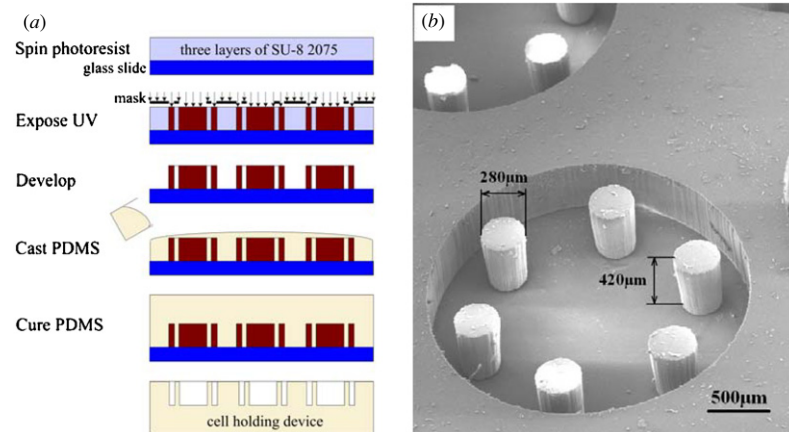 (a)
Spin photoresist
three layers of SU-8 2075
glass slide
mask
Expose UV
Develop
Cast PDMS
Cure PDMS
cell holding device
(b)
280μm
420μm
500μm